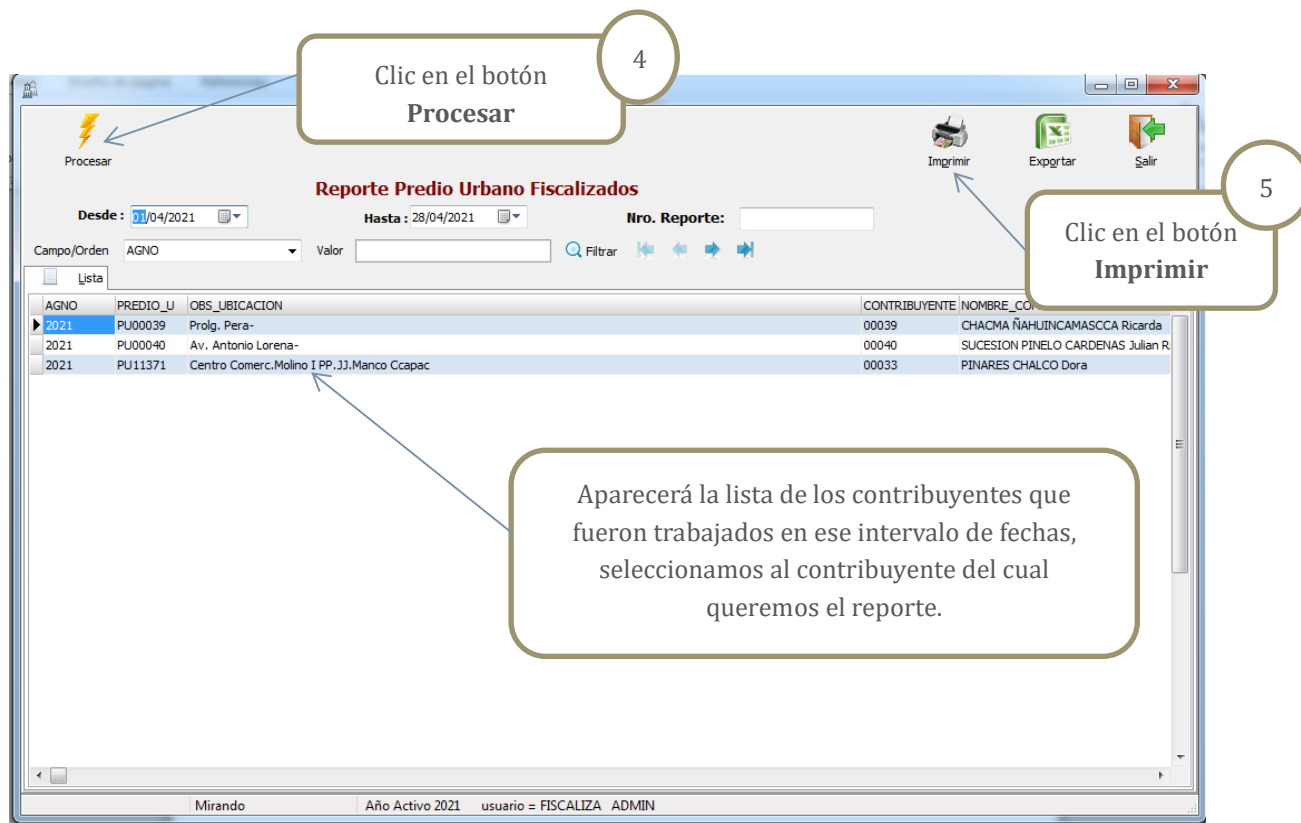 4
Clic en el botón
Procesar
Procesar
Imprimir
Exportar
Salir
5
Clic en el botón
Imprimir
Reporte Predio Urbano Fiscalizados
Desde : 01/04/2021
Hasta : 28/04/2021
Nro. Reporte:
Campo/Orden AGNO
Valor
Filtrar
Lista
AGNO PREDIO_U OBS_UBICACION CONTRIBUYENTE
2021 PU00039 Prolg. Pera- 00039 CHACMA ÑAHUINCAMASCCA Ricarda
2021 PU00040 Av. Antonio Lorena- 00040 SUCESION PINELO CARDENAS Julian R.
2021 PU11371 Centro Comerc.Molino I PP.JJ.Manco Ccapac 00033 PINARES CHALCO Dora
Aparecerá la lista de los contribuyentes que
fueron trabajados en ese intervalo de fechas,
seleccionamos al contribuyente del cual
queremos el reporte.
Mirando
Año Activo 2021
usuario = FISCALIZA ADMIN